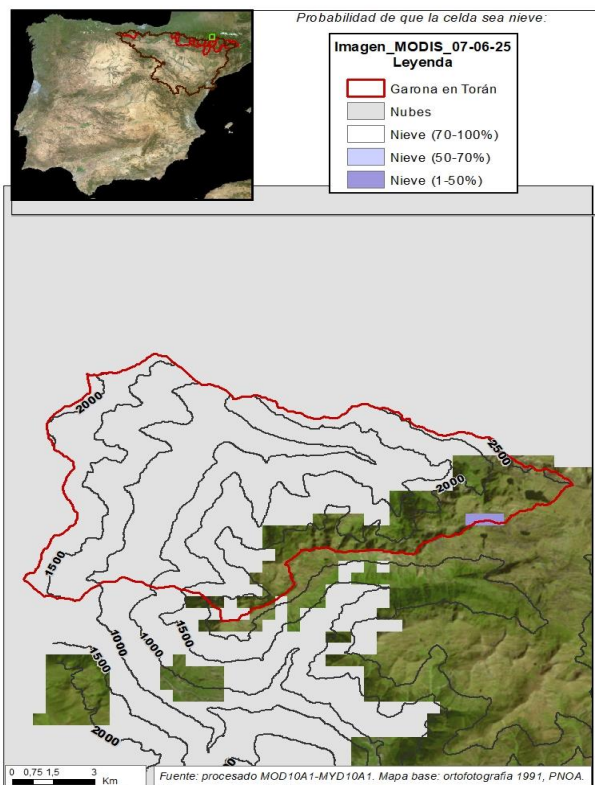 Probabilidad de que la celda sea nieve:
Imagen_MODIS_07-06-25
Leyenda
Garona en Torán
Nubes
Nieve (70-100%)
Nieve (50-70%)
Nieve (1-50%)
2000
2500
2000
1500
1000
1000
1500
1500
2000
0 0,75 1,5 3
Km
Fuente: procesado MOD10A1-MYD10A1. Mapa base: ortofotografia 1991, PNOA.